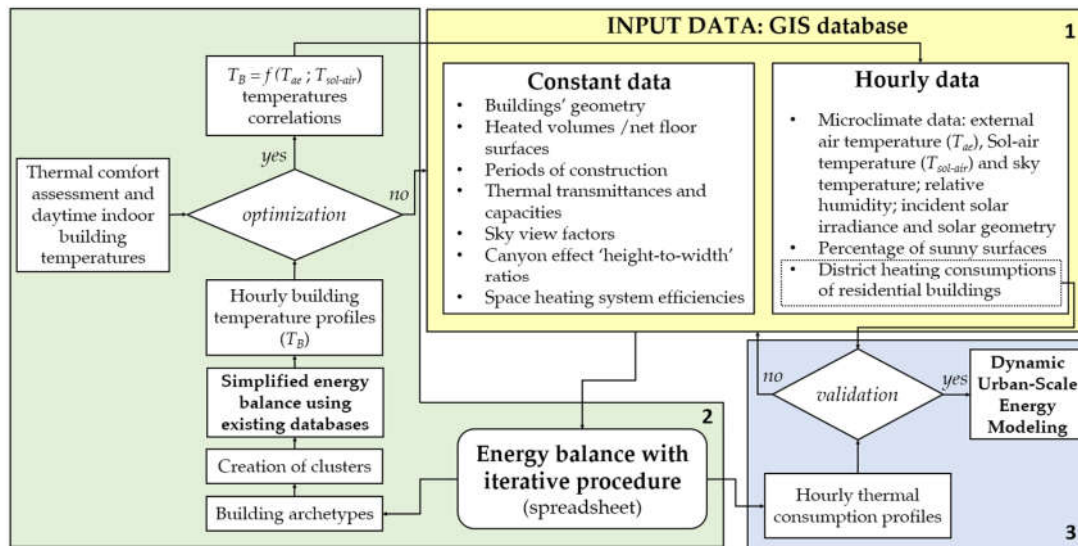 INPUT DATA: GIS database
1
Constant data
• Buildings' geometry
• Heated volumes /net floor
surfaces
• Periods of construction
• Thermal transmittances and
capacities
• Sky view factors
• Canyon effect 'height-to-width'
ratios
• Space heating system efficiencies
Hourly data
• Microclimate data: external
air temperature (Tae), Sol-air
temperature (Tsol-air) and sky
temperature; relative
humidity; incident solar
irradiance and solar geometry
• Percentage of sunny surfaces
• District heating consumptions
of residential buildings
TB = f (Tae ; Tsol-air)
temperatures
correlations
yes
Thermal comfort
assessment and
daytime indoor
building
temperatures
optimization
no
Hourly building
temperature profiles
(TB)
Simplified energy
balance using
existing databases
Creation of clusters
Building archetypes
2
Energy balance with
iterative procedure
(spreadsheet)
no
validation
yes
Dynamic
Urban-Scale
Energy
Modeling
Hourly thermal
consumption profiles
3